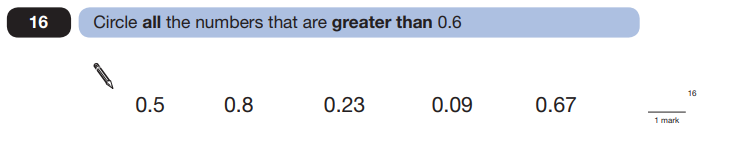 16 Circle all the numbers that are greater than 0.6
0.5 0.8 0.23 0.09 0.67
16
1 mark